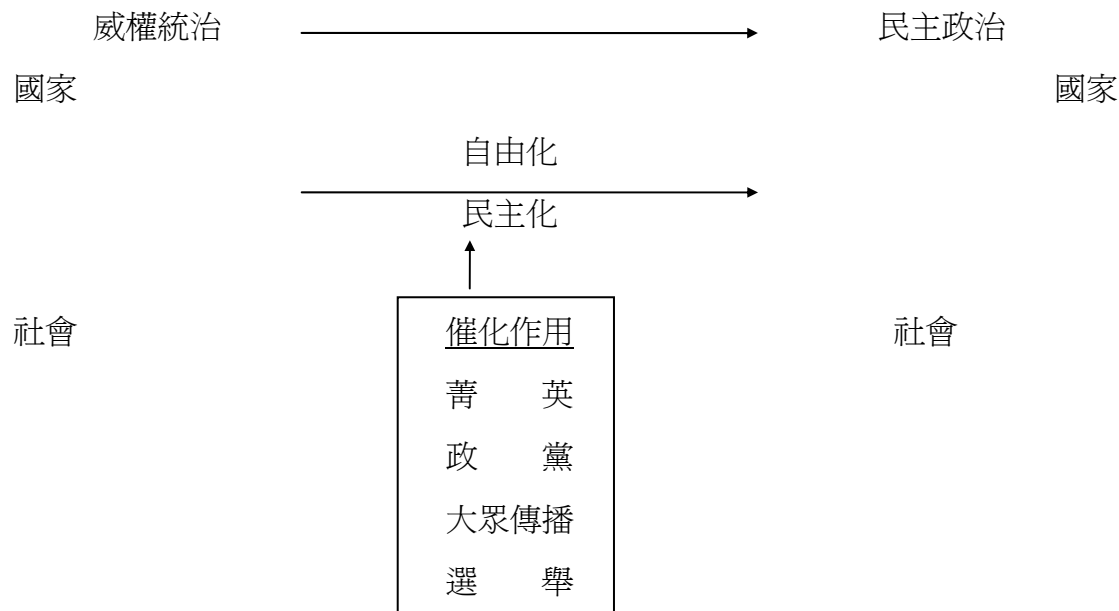 威權統治 民主政治
國家 國家
自由化
民主化
社會 催化作用 社會
菁 英
政 黨
大眾傳播
選 舉